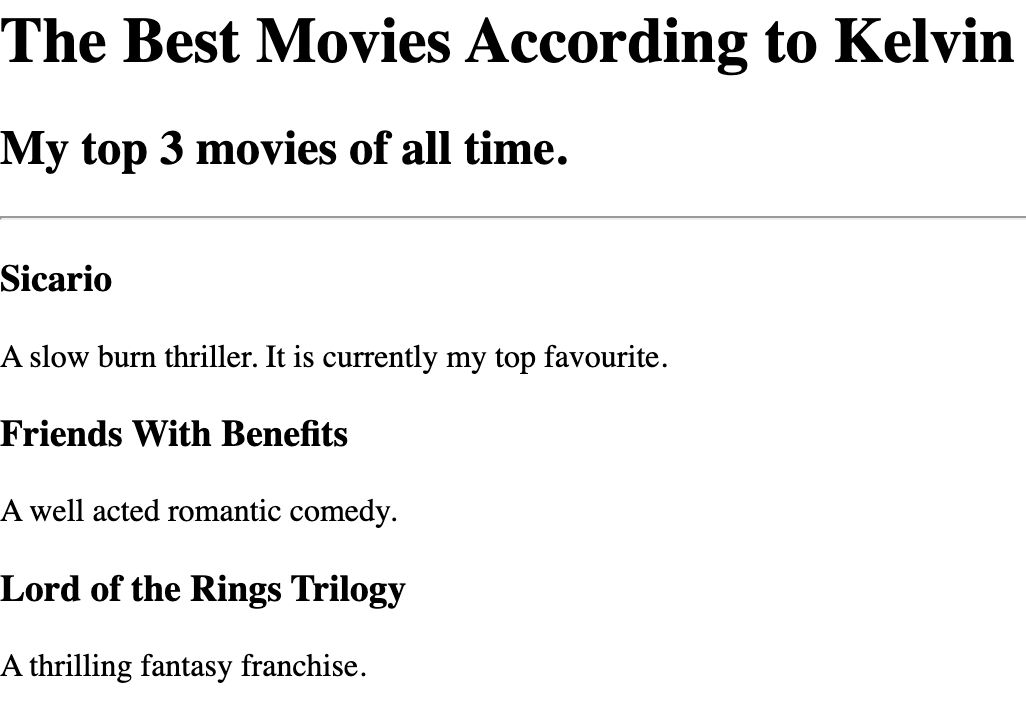 The Best Movies According to Kelvin
My top 3 movies of all time.
Sicario
A slow burn thriller. It is currently my top favourite.
Friends With Benefits
A well acted romantic comedy.
Lord of the Rings Trilogy
A thrilling fantasy franchise.